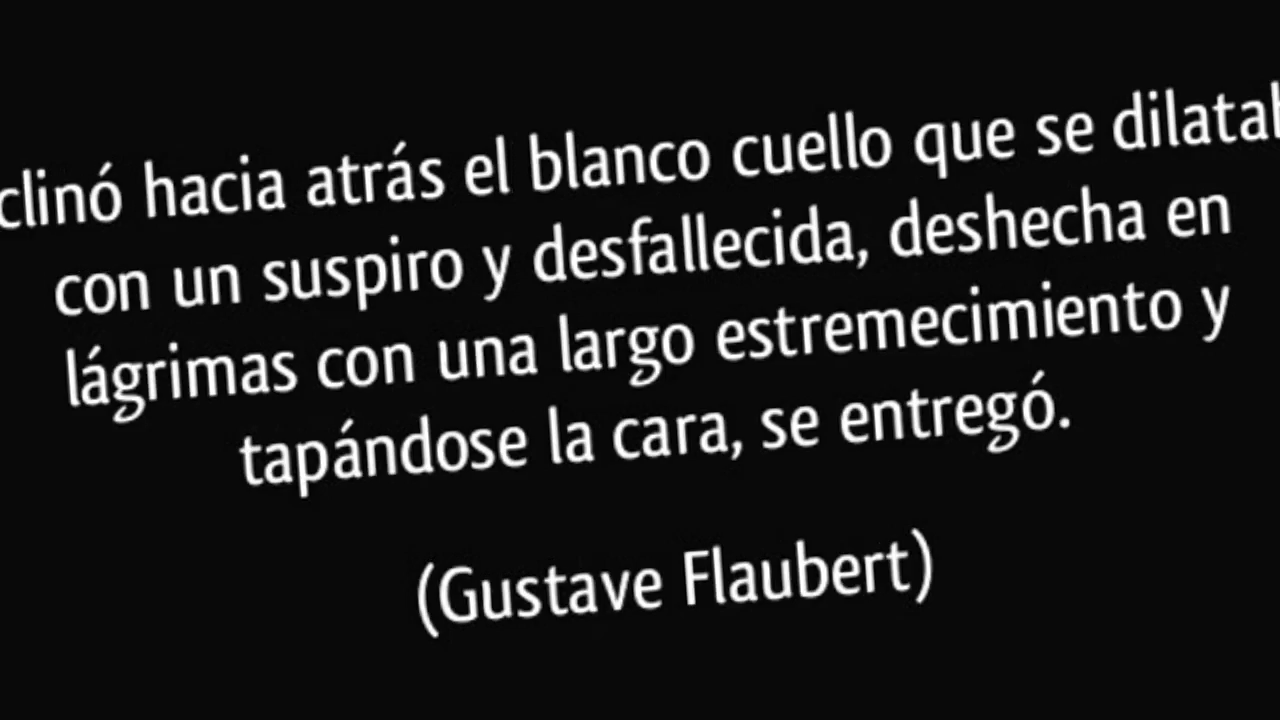 clinó hacia atrás el blanco cuello que se dilatab
con un suspiro y desfallecida, deshecha en
lágrimas con una largo estremecimiento y
tapándose la cara, se entregó.
(Gustave Flaubert)